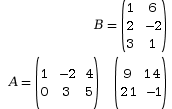 B = (1 6
2 −2
3 1)
A = (1 −2 4
0 3 5) (9 14
21 −1)